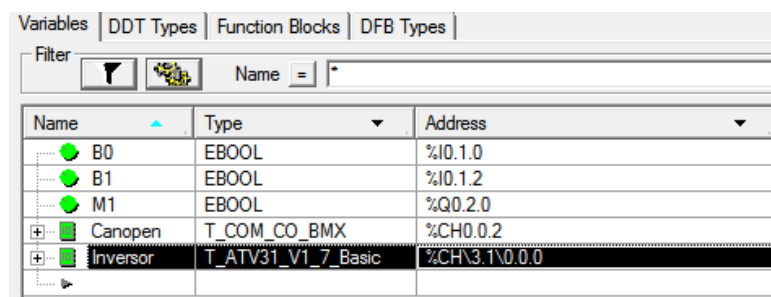 Variables DDT Types Function Blocks DFB Types
Filter
Name = *
Name Type Address
B0 EBOOL %I0.1.0
B1 EBOOL %I0.1.2
M1 EBOOL %Q0.2.0
Canopen T_COM_CO_BMX %CH0.0.2
Inversor T_ATV31_V1_7_Basic %CH\3.1\0.0.0